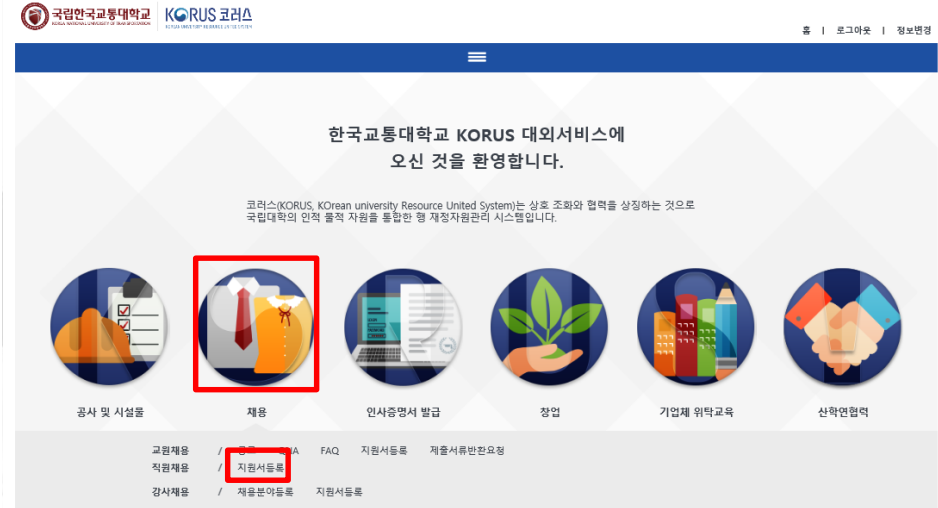 국립한국교통대학교 KORUS 코러스
홈 | 로그아웃 | 정보변경
한국교통대학교 KORUS 대외서비스에
오신 것을 환영합니다.
코러스(KORUS, KOrean university Resource United System)는 상호 조화와 협력을 상징하는 것으로
국립대학의 인적 물적 자원을 통합한 행 재정자원관리 시스템입니다.
공사 및 시설물 채용 인사증명서 발급 창업 기업체 위탁교육 산학연협력
교원채용 / FAQ 지원서등록 제출서류반환요청
직원채용 / 지원서등록
강사채용 / 채용분야등록 지원서등록